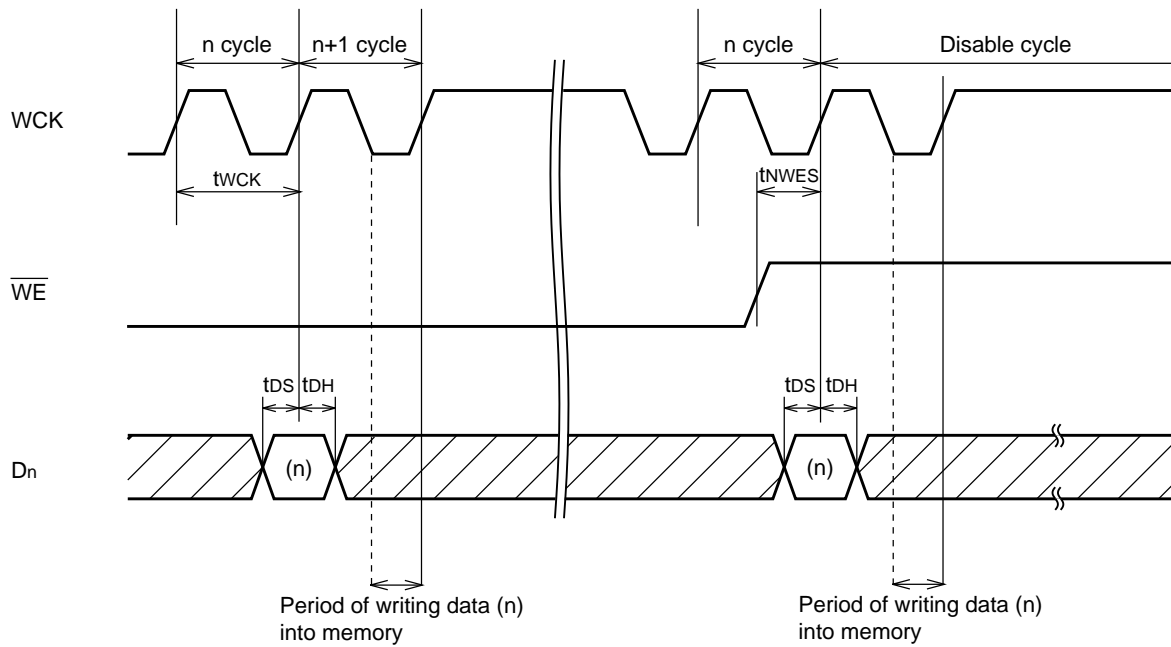 n cycle
n+1 cycle
n cycle
Disable cycle
WCK
tWCK
tNWES
WE
tDS
tDH
tDS
tDH
Dn
(n)
(n)
Period of writing data (n)
into memory
Period of writing data (n)
into memory